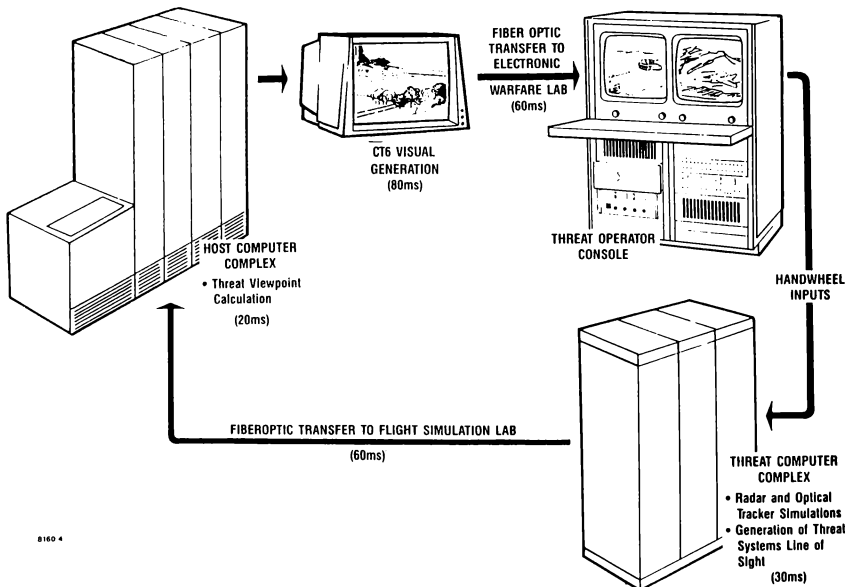 FIBER OPTIC
TRANSFER TO
ELECTRONIC
WARFARE LAB
(60ms)
CT6 VISUAL
GENERATION
(80ms)
THREAT OPERATOR
CONSOLE
HOST COMPUTER
COMPLEX
• Threat Viewpoint
Calculation
(20ms)
HANDWHEEL
INPUTS
FIBEROPTIC TRANSFER TO FLIGHT SIMULATION LAB
(60ms)
THREAT COMPUTER
COMPLEX
• Radar and Optical
Tracker Simulations
• Generation of Threat
Systems Line of
Sight
(30ms)
8160 4